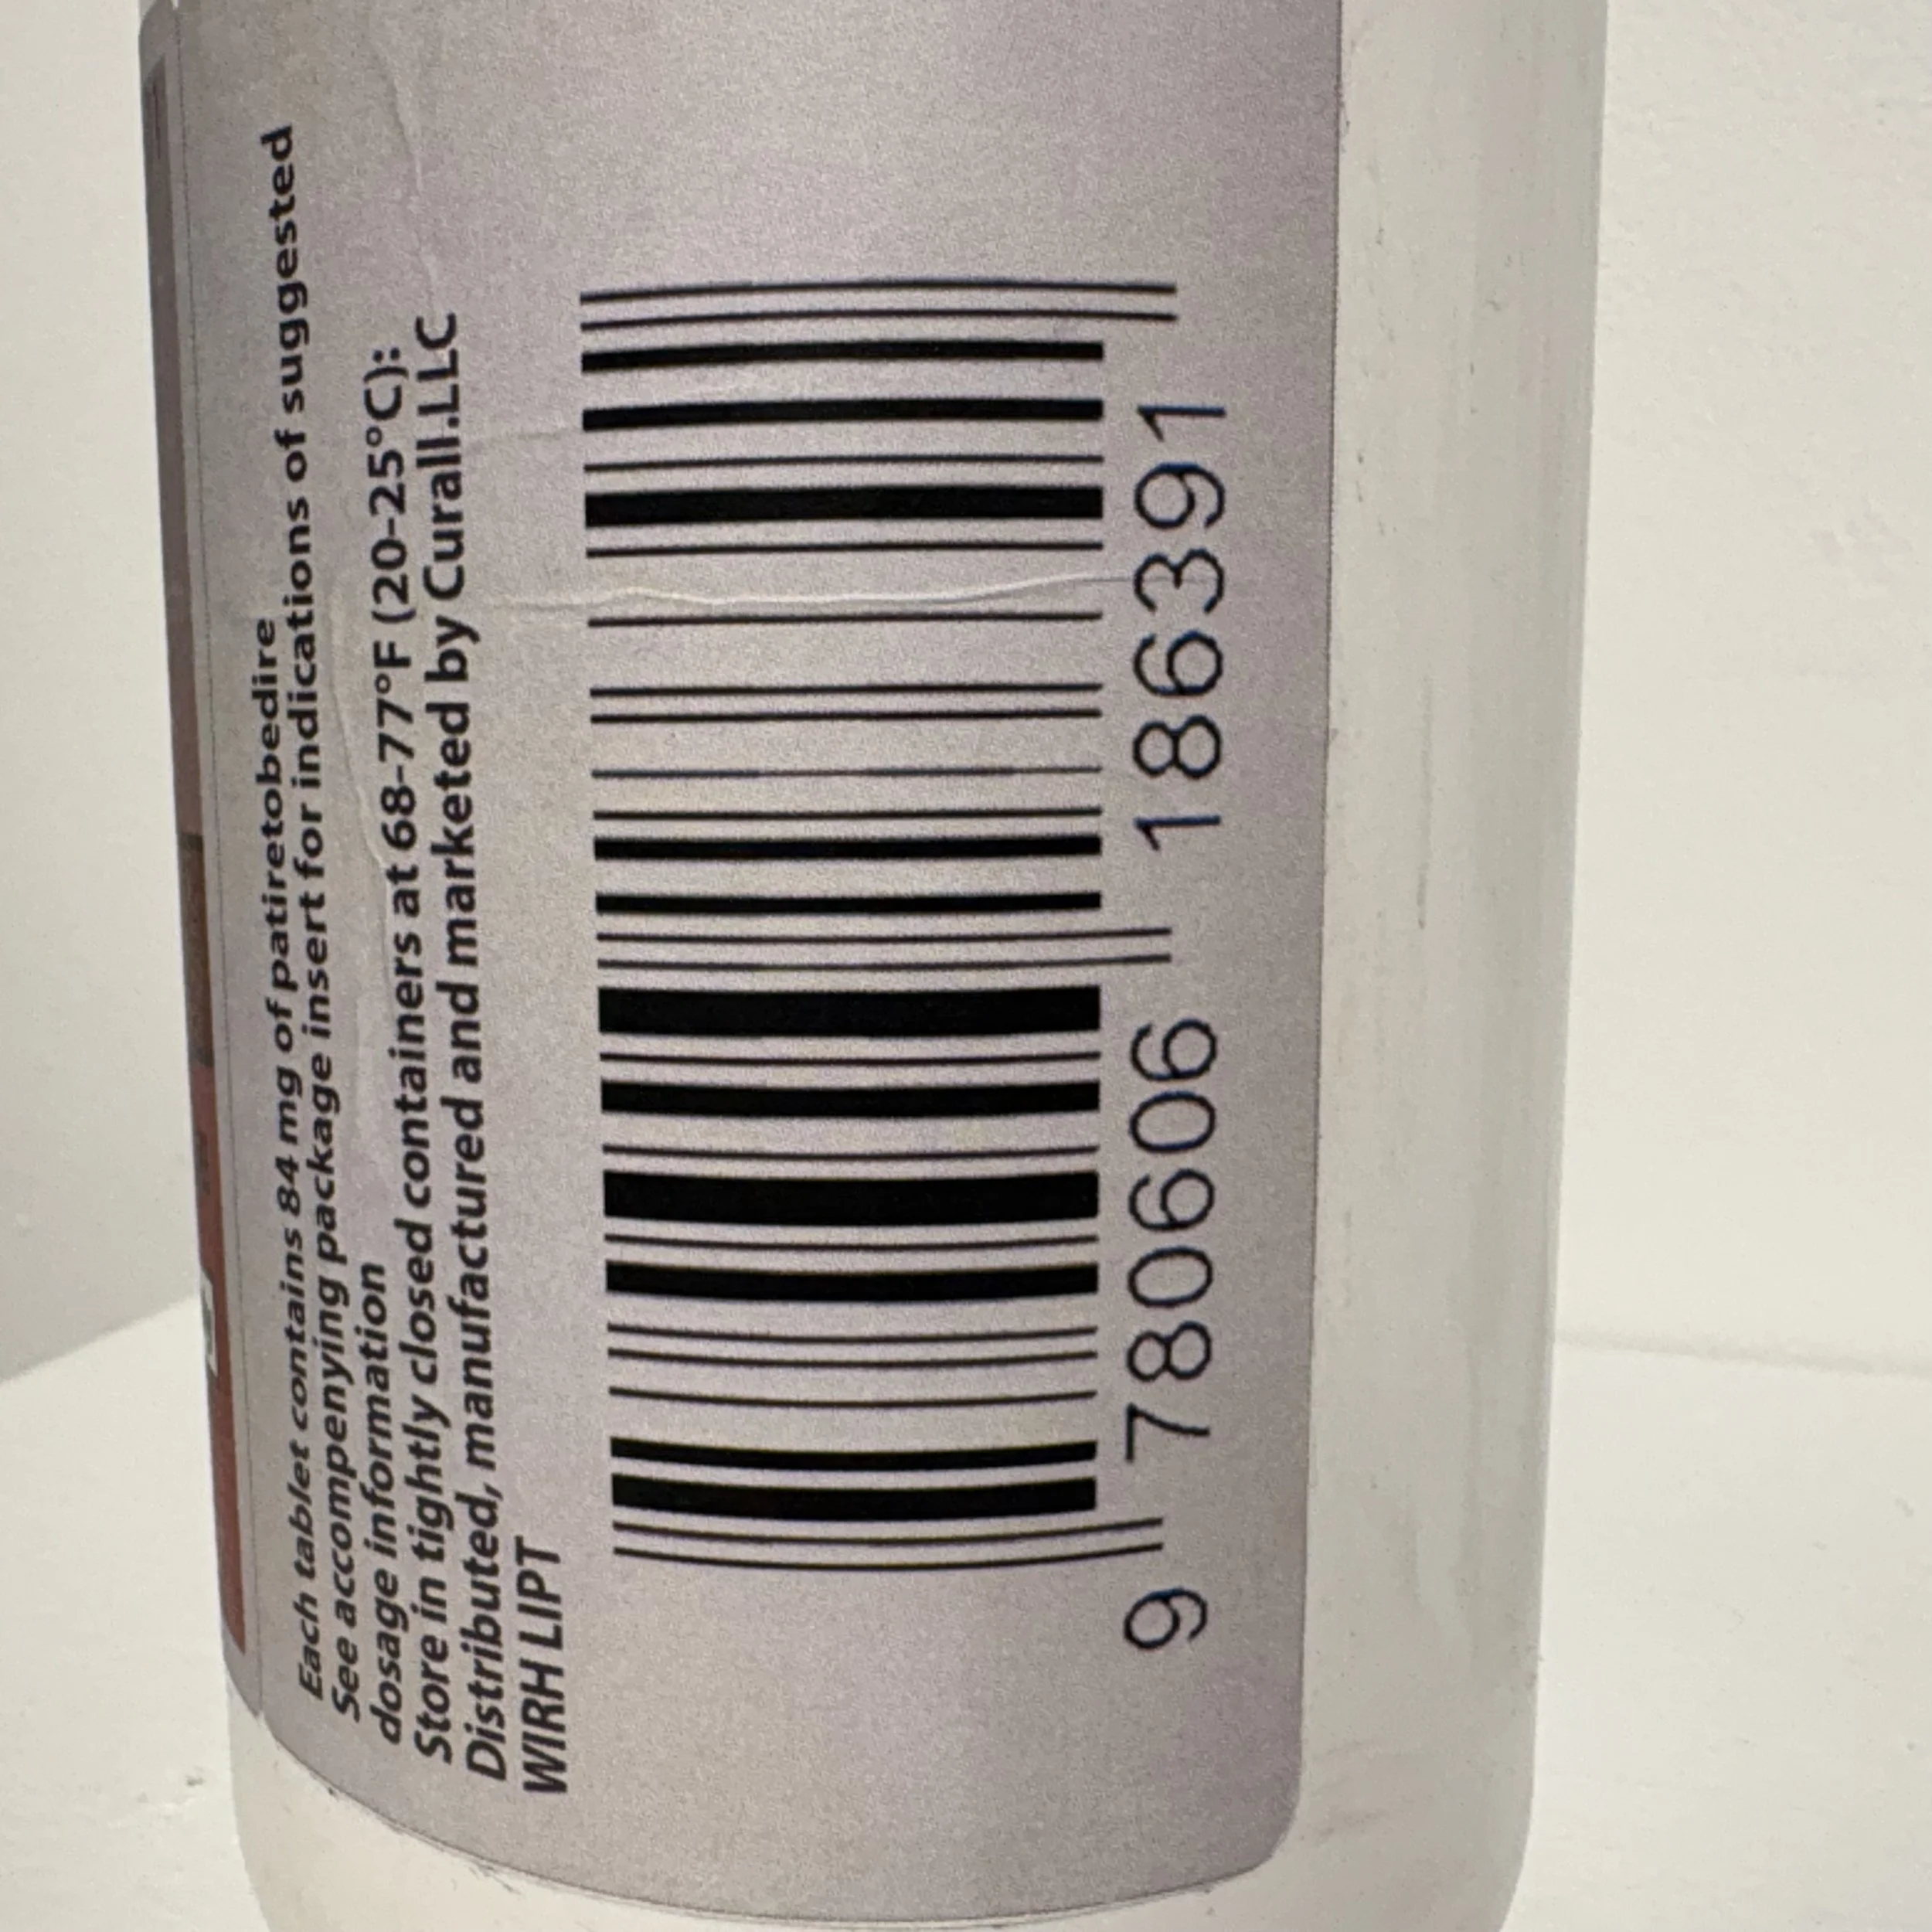 Each tablet contains 84 mg of patiretobedire
See accompenying package insert for indications of suggested
dosage information
Store in tightly closed containers at 68-77°F (20-25°C):
Distributed, manufactured and marketed by Curall.LLC
WIRH LIPT
9 780606 186391